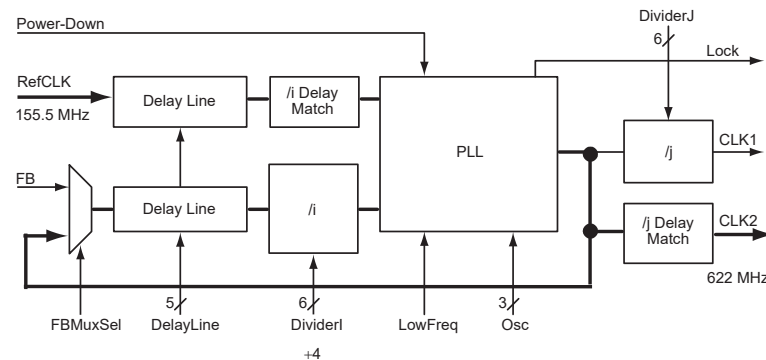 DividerJ
Power-Down
6
Lock
RefCLK
155.5 MHz
Delay Line
/i Delay
Match
PLL
/j
CLK1
FB
Delay Line
/i
/j Delay
Match
CLK2
622 MHz
5
6
3
FBMuxSel
DelayLine
DividerI
LowFreq
Osc
+4